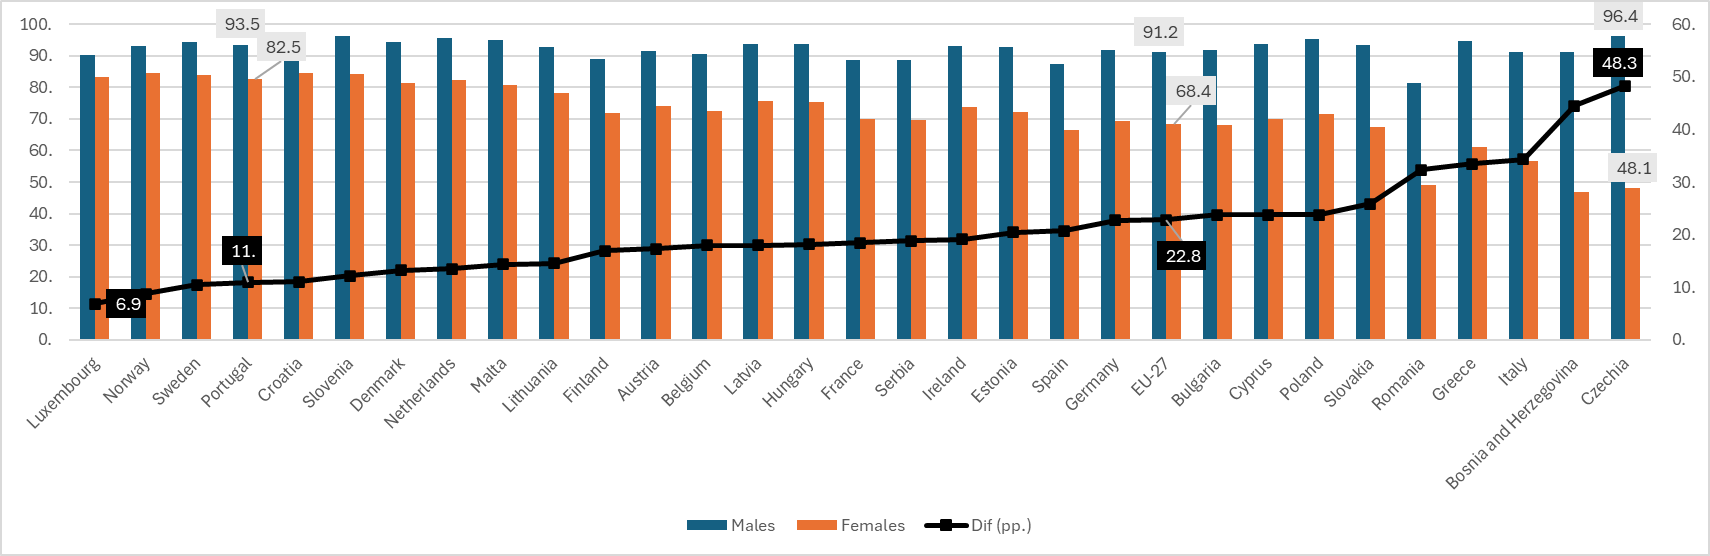 100.
90.
80.
70.
60.
50.
40.
30.
20.
10.
0.
93.5
82.5
11.
6.9
91.2
68.4
22.8
96.4
48.3
48.1
60.
50.
40.
30.
20.
10.
0.
Luxembourg
Norway
Sweden
Portugal
Croatia
Slovenia
Denmark
Netherlands
Malta
Lithuania
Finland
Austria
Belgium
Latvia
Hungary
France
Serbia
Ireland
Estonia
Spain
Germany
EU-27
Bulgaria
Cyprus
Poland
Slovakia
Romania
Greece
Italy
Bosnia and Herzegovina
Czechia
Males Females Dif (pp.)